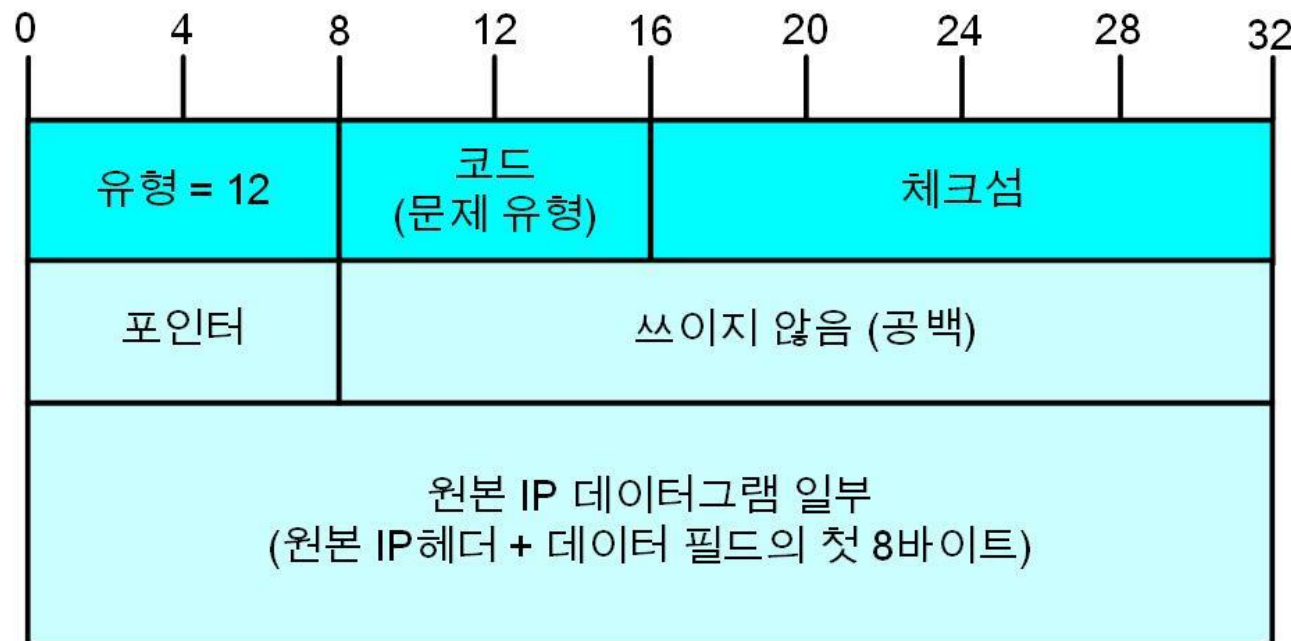 0 4 8 12 16 20 24 28 32
유형 = 12
코드
(문제 유형)
체크섬
포인터
쓰이지 않음 (공백)
원본 IP 데이터그램 일부
(원본 IP헤더 + 데이터 필드의 첫 8바이트)